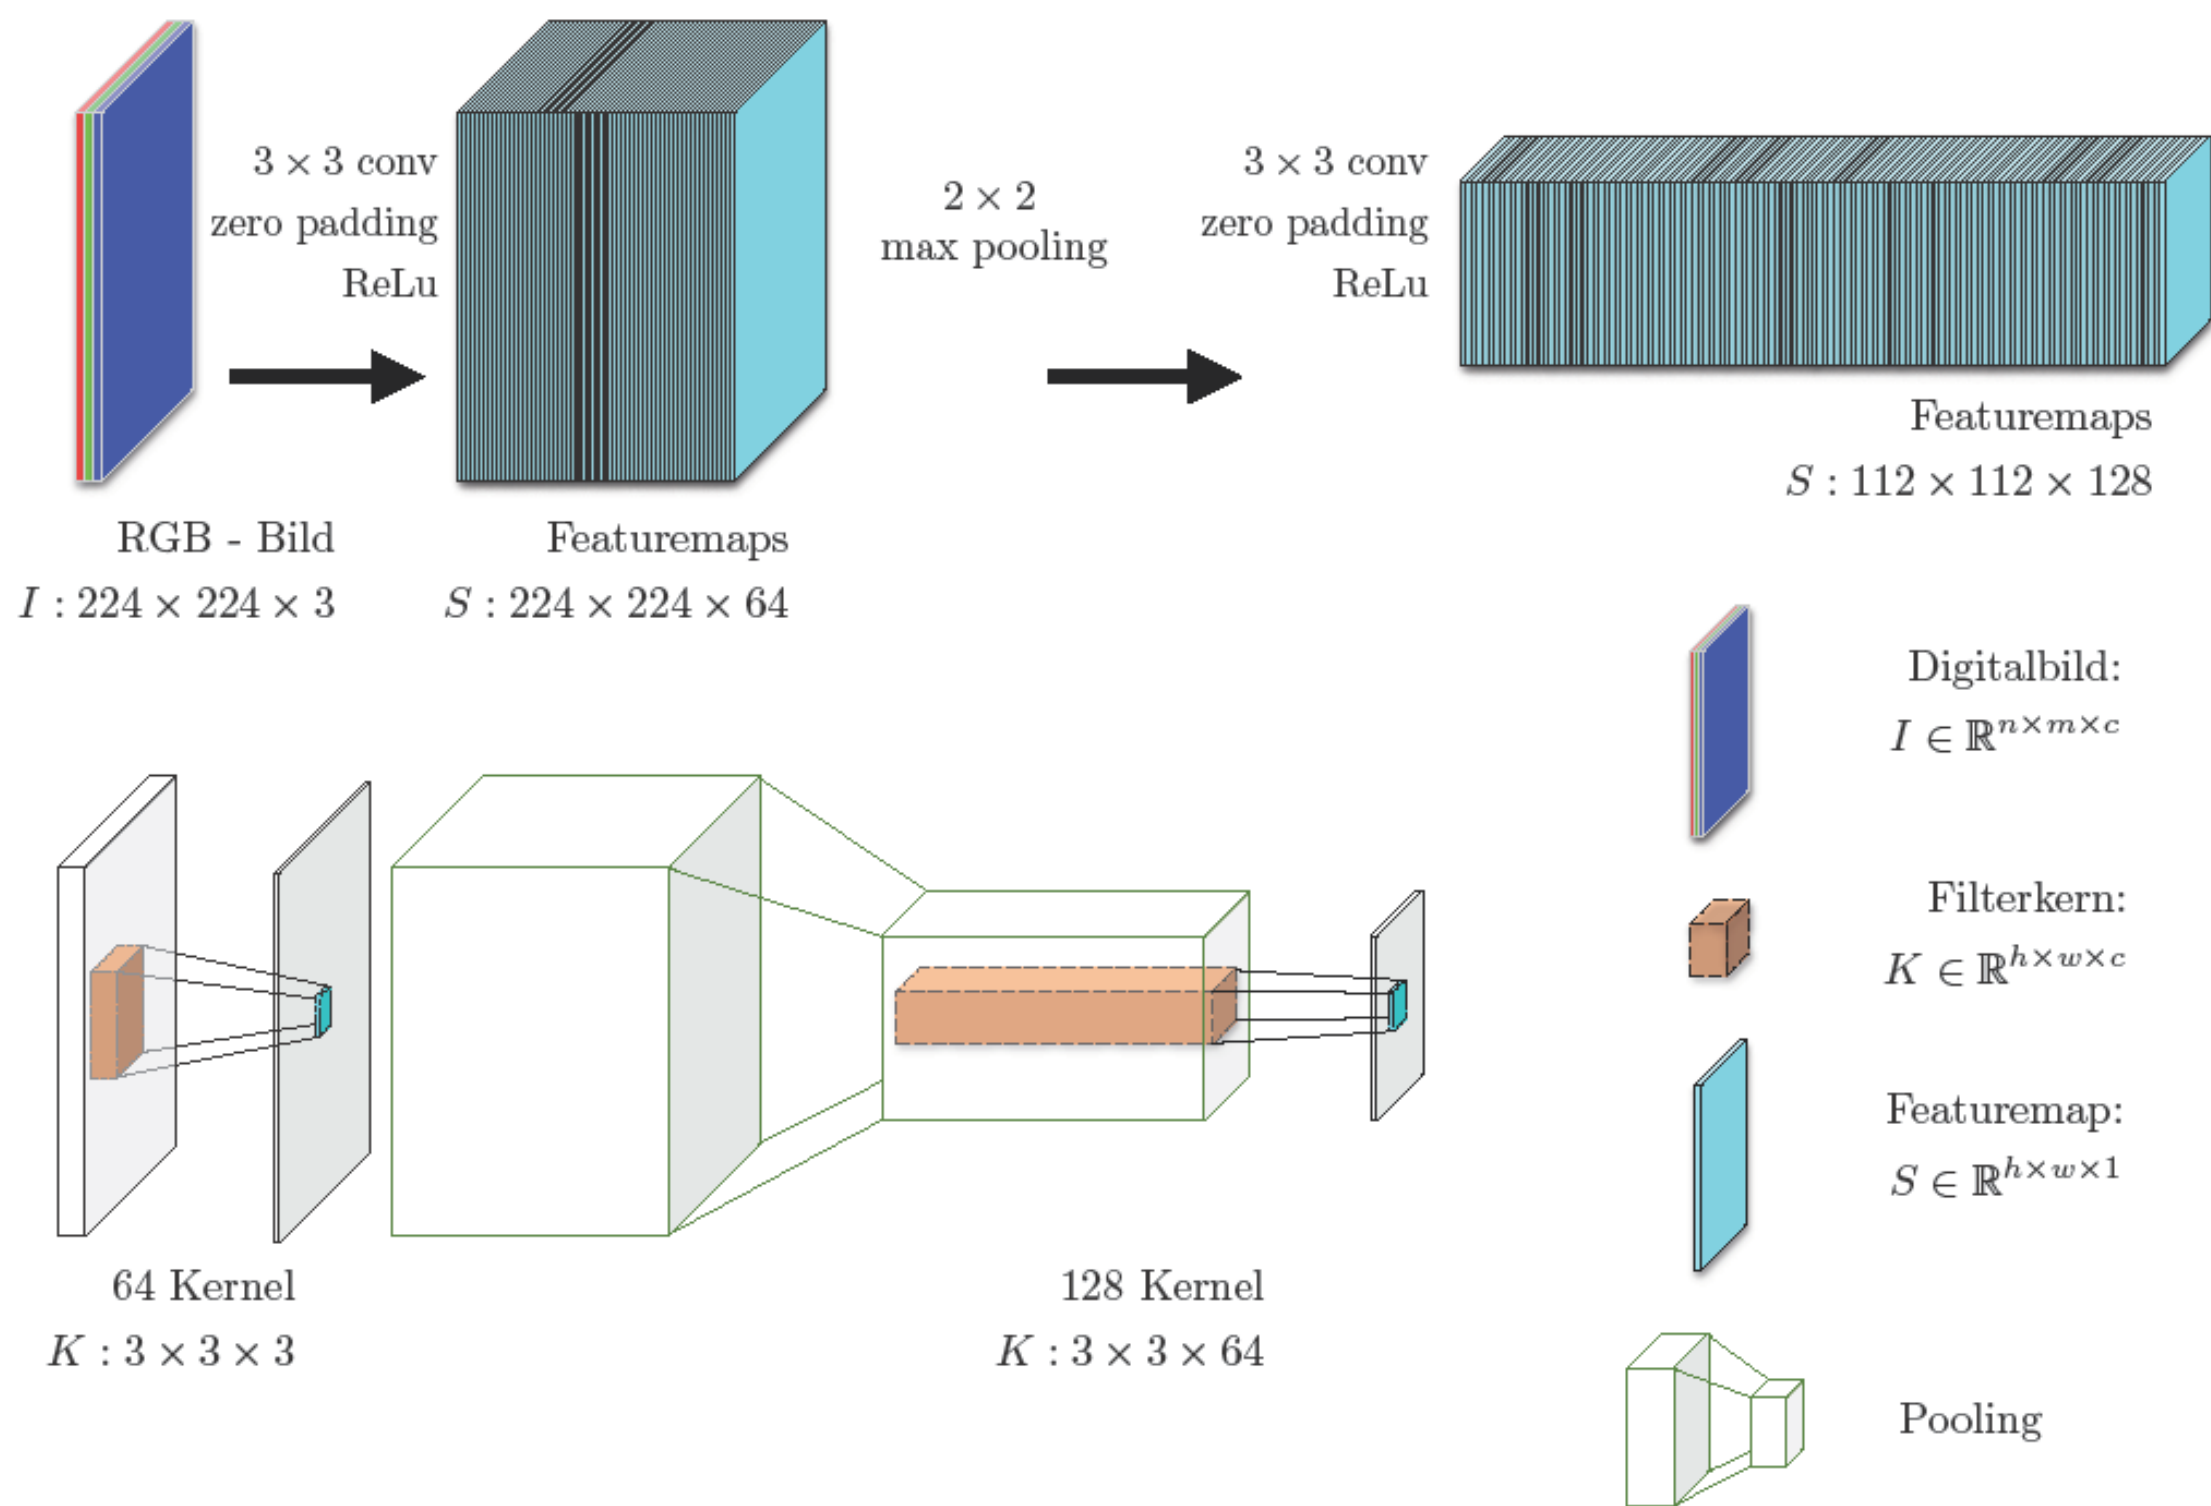 3 × 3 conv
zero padding
ReLu
2 × 2
max pooling
3 × 3 conv
zero padding
ReLu
RGB - Bild
I : 224 × 224 × 3
Featuremaps
S : 224 × 224 × 64
Featuremaps
S : 112 × 112 × 128
64 Kernel
K : 3 × 3 × 3
128 Kernel
K : 3 × 3 × 64
Digitalbild:
I ∈ ℝ^{n×m×c}
Filterkern:
K ∈ ℝ^{h×w×c}
Featuremap:
S ∈ ℝ^{h×w×1}
Pooling